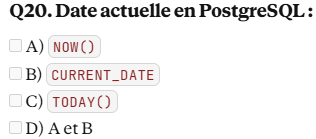 Q20. Date actuelle en PostgreSQL :
A) NOW()
B) CURRENT_DATE
C) TODAY()
D) A et B